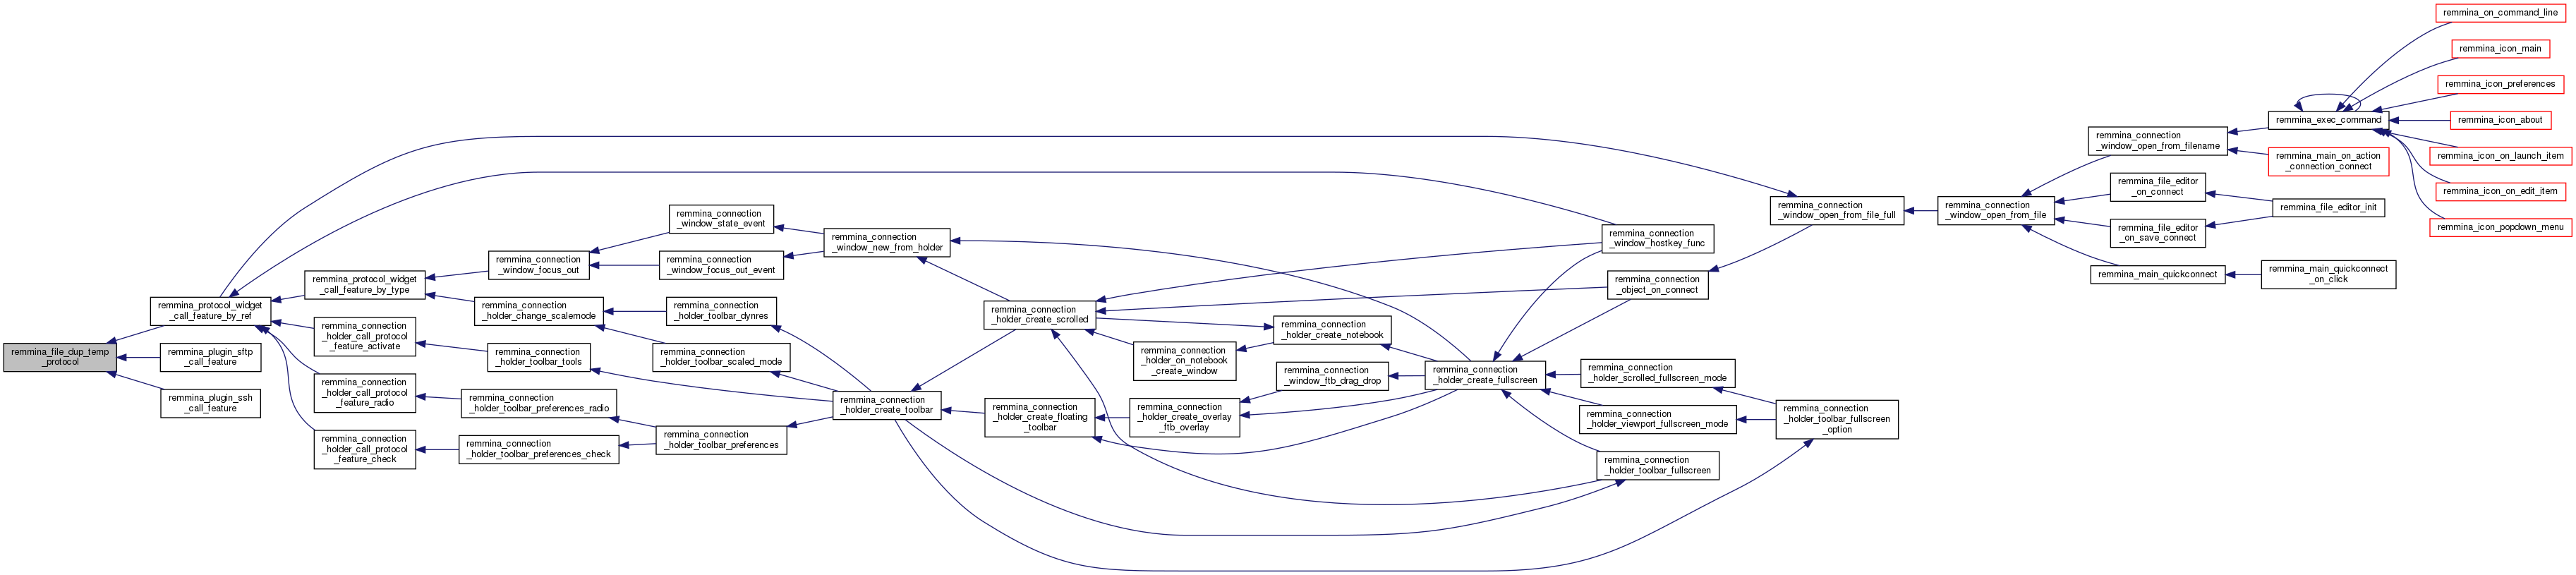 remmina_file_dup_temp
_protocol
remmina_protocol_widget
_call_feature_by_ref
remmina_plugin_sftp
_call_feature
remmina_plugin_ssh
_call_feature
remmina_protocol_widget
_call_feature_by_type
remmina_connection
_holder_call_protocol
_feature_activate
remmina_connection
_holder_call_protocol
_feature_radio
remmina_connection
_holder_call_protocol
_feature_check
remmina_connection
_window_focus_out
remmina_connection
_holder_change_scalemode
remmina_connection
_holder_toolbar_tools
remmina_connection
_holder_toolbar_preferences_radio
remmina_connection
_holder_toolbar_preferences_check
remmina_connection
_window_state_event
remmina_connection
_window_focus_out_event
remmina_connection
_holder_toolbar_dynres
remmina_connection
_holder_toolbar_scaled_mode
remmina_connection
_holder_toolbar_preferences
remmina_connection
_window_new_from_holder
remmina_connection
_holder_create_toolbar
remmina_connection
_holder_create_scrolled
remmina_connection
_holder_create_floating
_toolbar
remmina_connection
_holder_on_notebook
_create_window
remmina_connection
_holder_create_overlay
_ftb_overlay
remmina_connection
_holder_create_notebook
remmina_connection
_window_ftb_drag_drop
remmina_connection
_holder_create_fullscreen
remmina_connection
_window_hostkey_func
remmina_connection
_object_on_connect
remmina_connection
_holder_scrolled_fullscreen_mode
remmina_connection
_holder_viewport_fullscreen_mode
remmina_connection
_holder_toolbar_fullscreen
remmina_connection
_window_open_from_file_full
remmina_connection
_holder_toolbar_fullscreen
_option
remmina_connection
_window_open_from_file
remmina_connection
_window_open_from_filename
remmina_file_editor
_on_connect
remmina_file_editor
_on_save_connect
remmina_main_quickconnect
remmina_exec_command
remmina_main_on_action
_connection_connect
remmina_file_editor_init
remmina_main_quickconnect
_on_click
remmina_on_command_line
remmina_icon_main
remmina_icon_preferences
remmina_icon_about
remmina_icon_on_launch_item
remmina_icon_on_edit_item
remmina_icon_popdown_menu